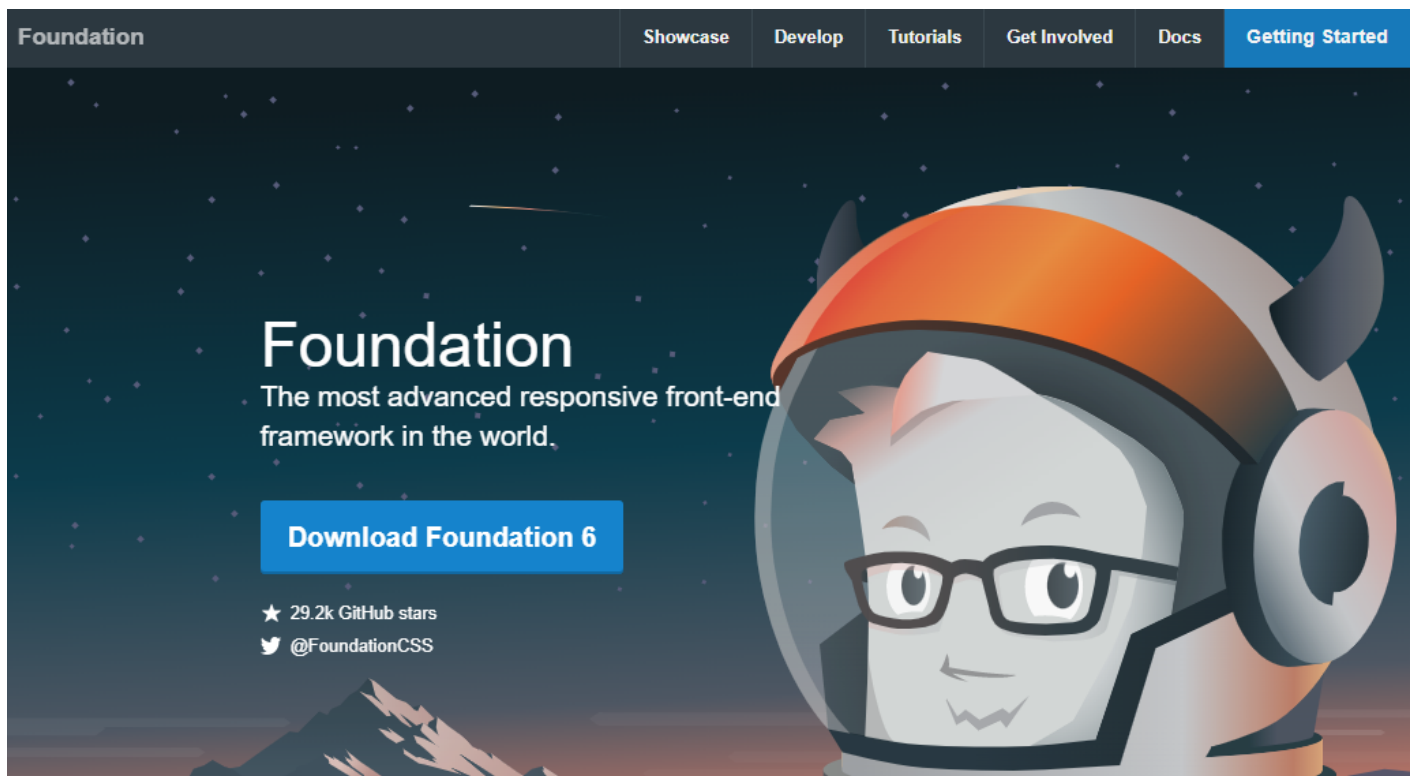 Foundation
Showcase Develop Tutorials Get Involved Docs Getting Started
Foundation
The most advanced responsive front-end
framework in the world.
Download Foundation 6
29.2k GitHub stars
@FoundationCSS